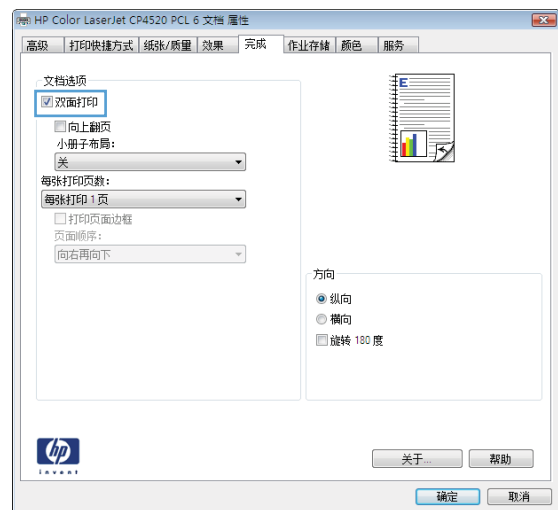 HP Color LaserJet CP4520 PCL 6 文档 属性
高级 打印快捷方式 纸张/质量 效果 完成 作业存储 颜色 服务
文档选项
双面打印
向上翻页
小册子布局:
关
每张打印页数:
每张打印 1 页
打印页面边框
页面顺序:
向右再向下
E
方向
纵向
横向
旋转 180 度
hp
invent
关于... 帮助
确定 取消